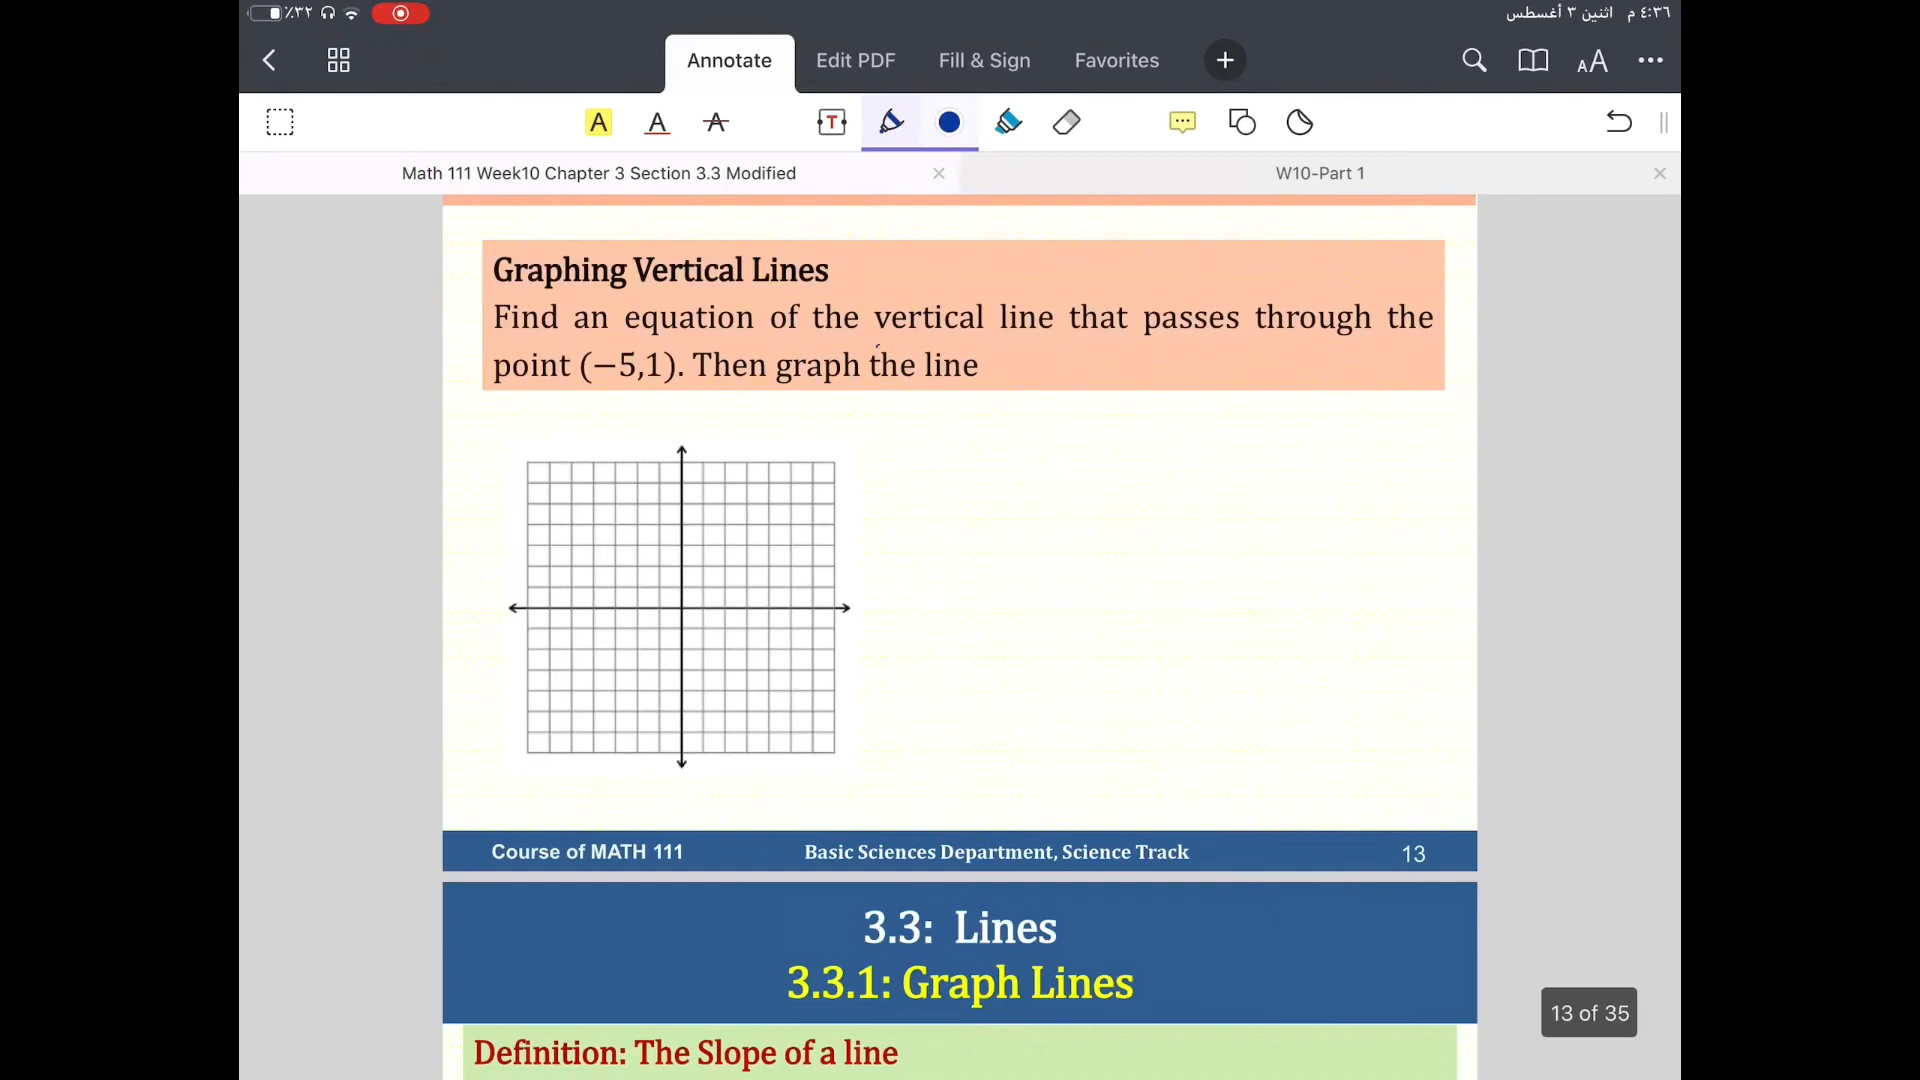 ٪٣٢
٤:٣٦ م اثنين ٣ أغسطس
Annotate
Edit PDF
Fill & Sign
Favorites
Math 111 Week10 Chapter 3 Section 3.3 Modified
W10-Part 1
Graphing Vertical Lines
Find an equation of the vertical line that passes through the
point (−5,1). Then graph the line
Course of MATH 111
Basic Sciences Department, Science Track
13
3.3: Lines
3.3.1: Graph Lines
13 of 35
Definition: The Slope of a line